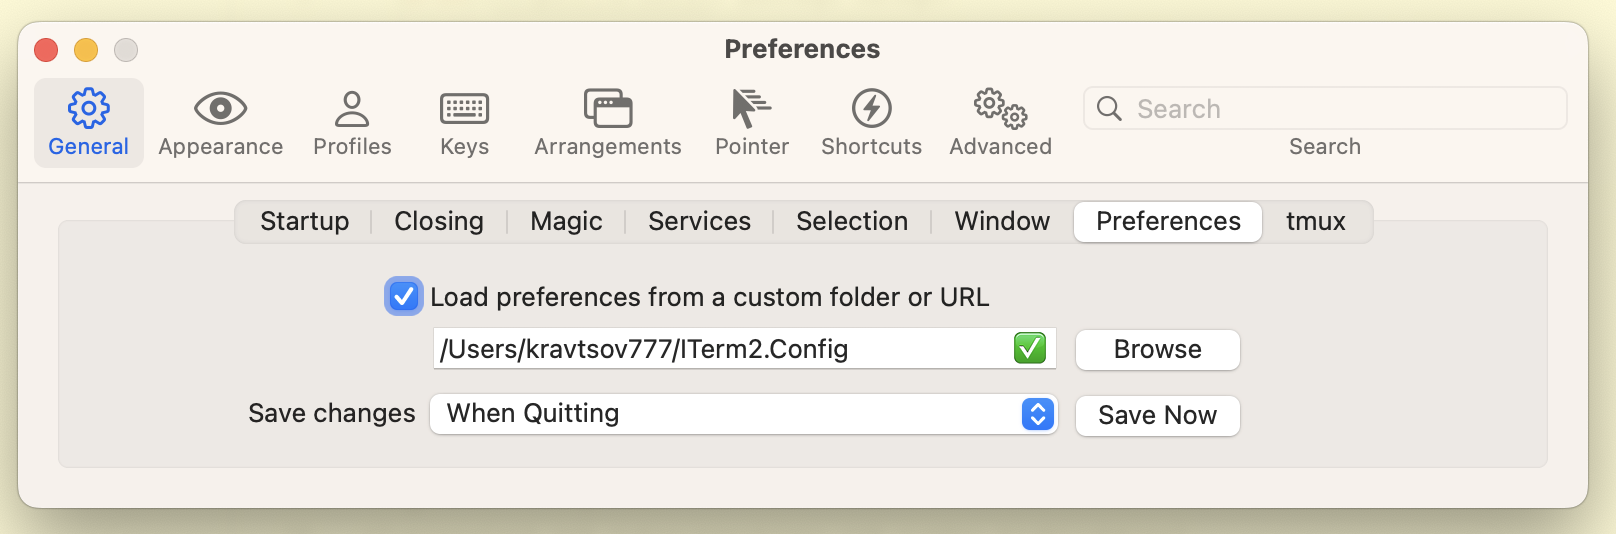 Preferences
General Appearance Profiles Keys Arrangements Pointer Shortcuts Advanced Search
Search
Startup Closing Magic Services Selection Window Preferences tmux
Load preferences from a custom folder or URL
/Users/kravtsov777/ITerm2.Config Browse
Save changes When Quitting Save Now